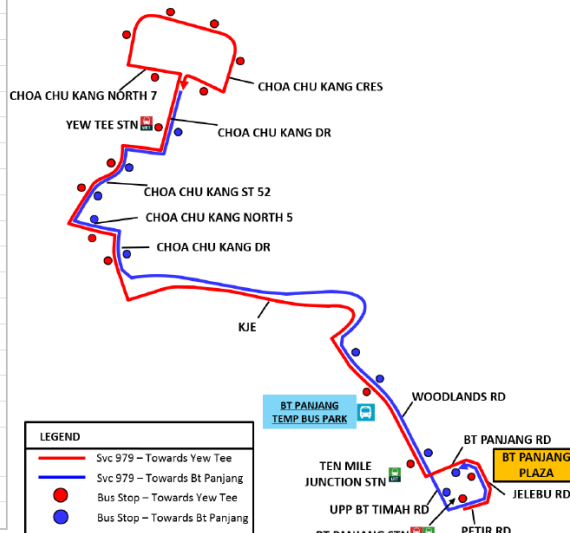 CHOA CHU KANG CRES
CHOA CHU KANG NORTH 7
YEW TEE STN
CHOA CHU KANG DR
CHOA CHU KANG ST 52
CHOA CHU KANG NORTH 5
CHOA CHU KANG DR
KJE
WOODLANDS RD
BT PANJANG
TEMP BUS PARK
BT PANJANG RD
BT PANJANG
PLAZA
TEN MILE
JUNCTION STN
JELEBU RD
UPP BT TIMAH RD
BT PANJANG STN
PETIR RD
LEGEND
Svc 979 – Towards Yew Tee
Svc 979 – Towards Bt Panjang
Bus Stop – Towards Yew Tee
Bus Stop – Towards Bt Panjang